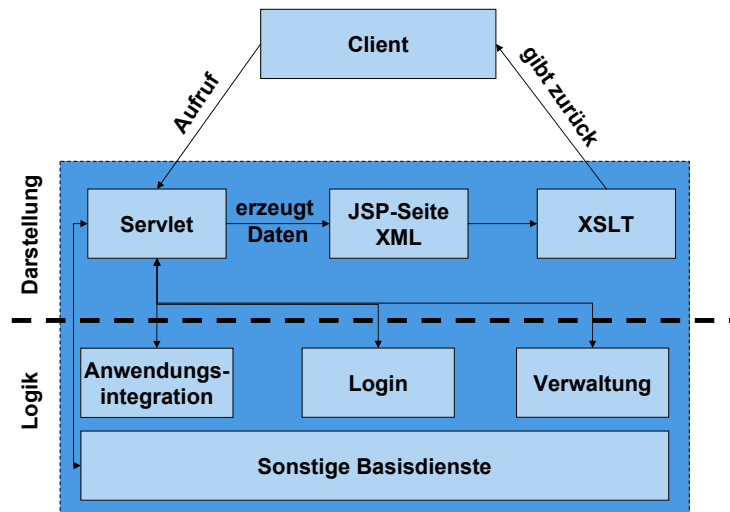 Client
Aufruf
gibt zurück
Darstellung
Servlet
erzeugt
Daten
JSP-Seite
XML
XSLT
Logik
Anwendungs-
integration
Login
Verwaltung
Sonstige Basisdienste